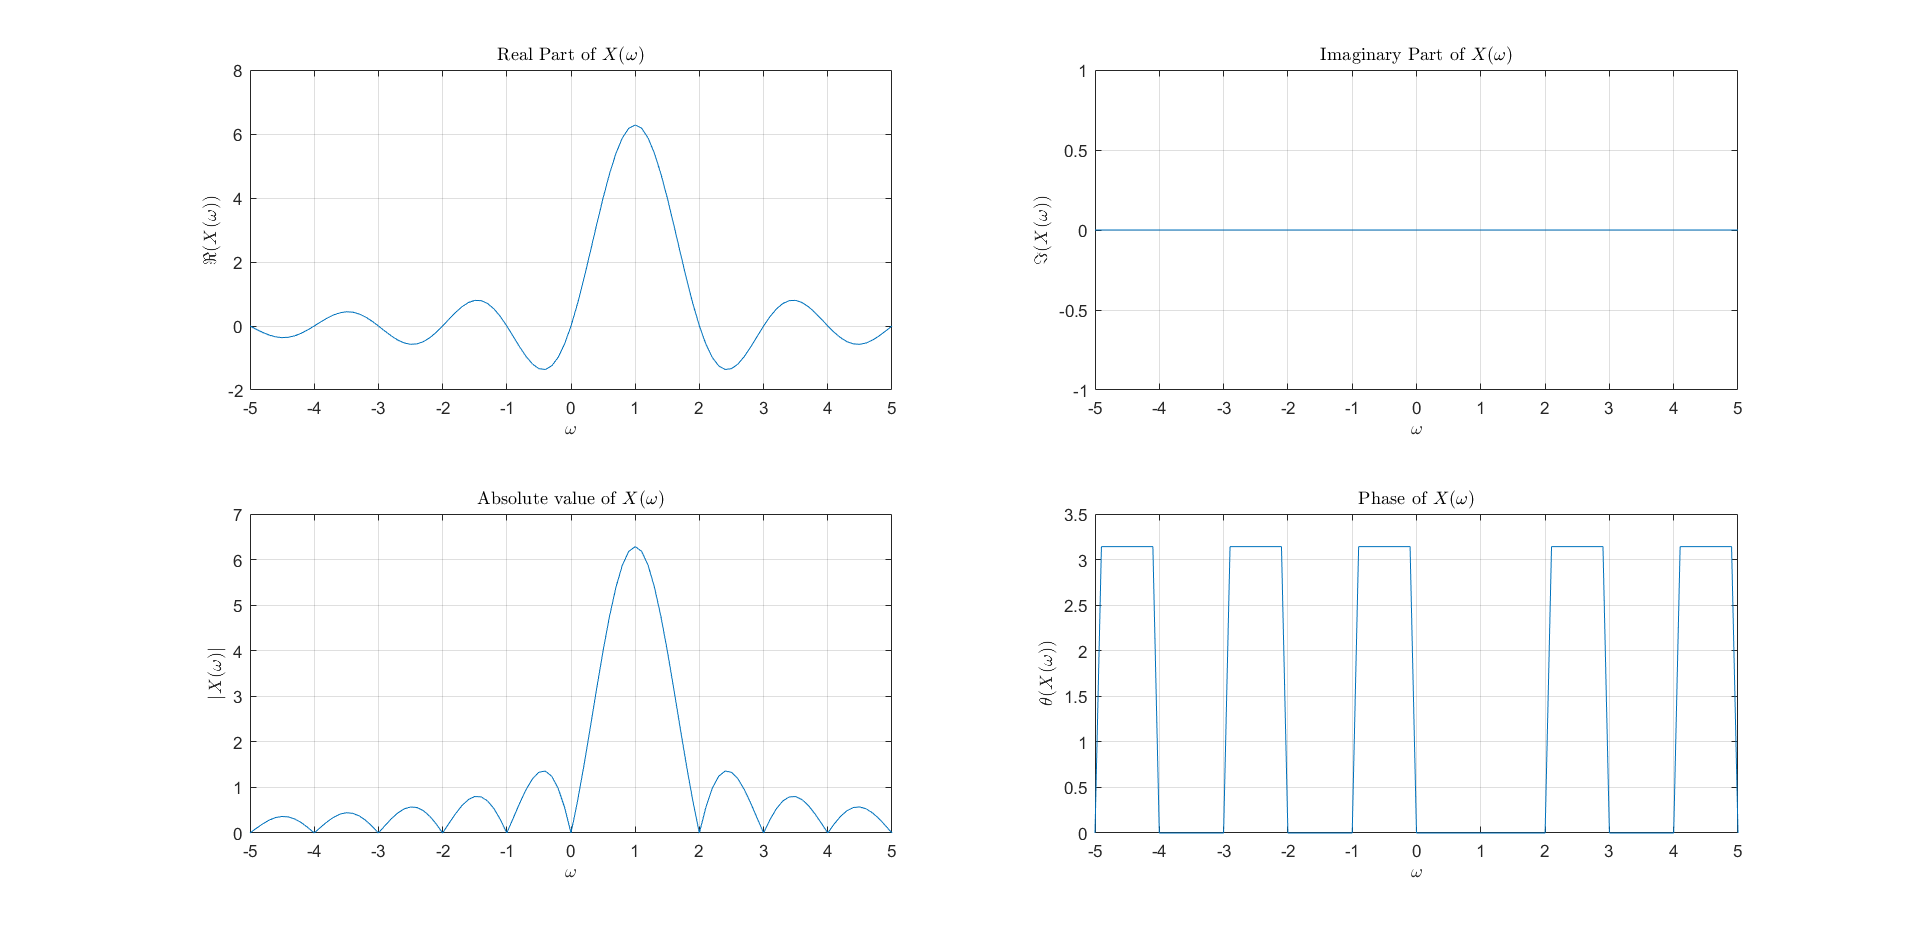 Real Part of X(ω)
8
6
4
2
0
-2
ℜ(X(ω))
-5 -4 -3 -2 -1 0 1 2 3 4 5
ω
Imaginary Part of X(ω)
1
0.5
0
-0.5
-1
ℑ(X(ω))
-5 -4 -3 -2 -1 0 1 2 3 4 5
ω
Absolute value of X(ω)
7
6
5
4
3
2
1
0
|X(ω)|
-5 -4 -3 -2 -1 0 1 2 3 4 5
ω
Phase of X(ω)
3.5
3
2.5
2
1.5
1
0.5
0
θ(X(ω))
-5 -4 -3 -2 -1 0 1 2 3 4 5
ω